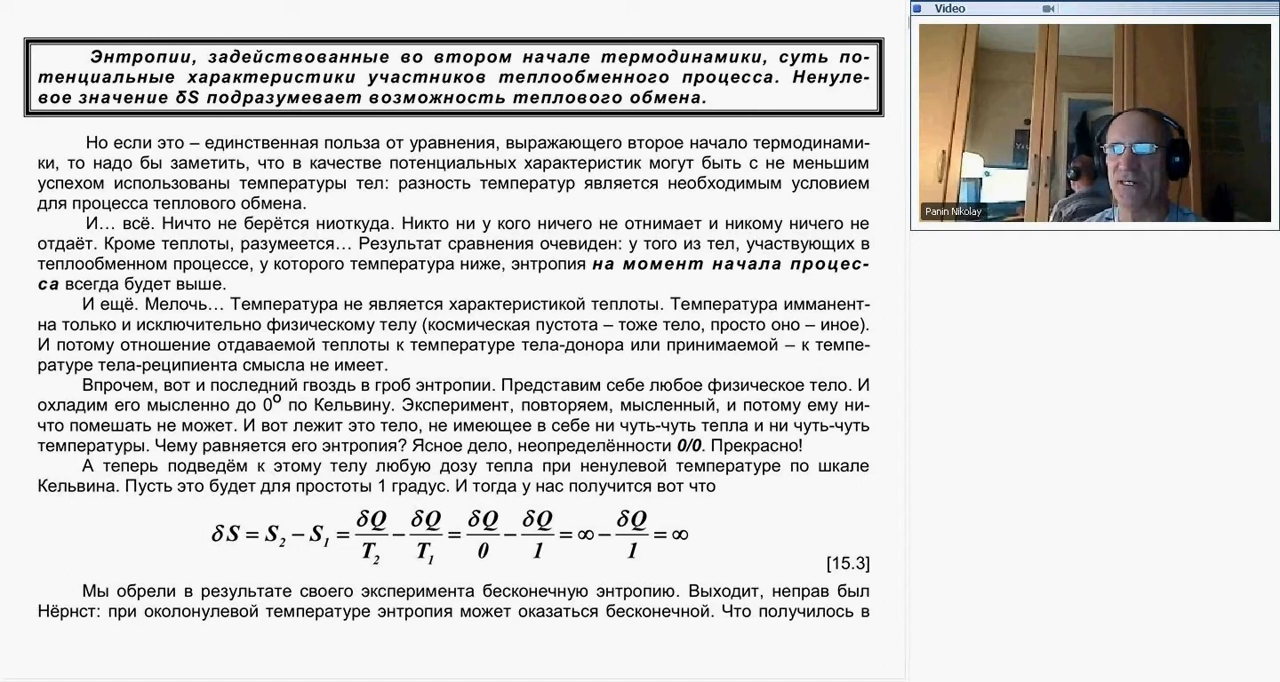 Энтропии, задействованные во втором начале термодинамики, суть по-
тенциальные характеристики участников теплообменного процесса. Ненуле-
вое значение δS подразумевает возможность теплового обмена.
Но если это – единственная польза от уравнения, выражающего второе начало термодинами-
ки, то надо бы заметить, что в качестве потенциальных характеристик могут быть с не меньшим
успехом использованы температуры тел: разность температур является необходимым условием
для процесса теплового обмена.
И… всё. Ничто не берётся ниоткуда. Никто ни у кого ничего не отнимает и никому ничего не
отдаёт. Кроме теплоты, разумеется… Результат сравнения очевиден: у того из тел, участвующих в
теплообменном процессе, у которого температура ниже, энтропия на момент начала процес-
са всегда будет выше.
И ещё. Мелочь… Температура не является характеристикой теплоты. Температура имманент-
на только и исключительно физическому телу (космическая пустота – тоже тело, просто оно – иное).
И потому отношение отдаваемой теплоты к температуре тела-донора или принимаемой – к темпе-
ратуре тела-реципиента смысла не имеет.
Впрочем, вот и последний гвоздь в гроб энтропии. Представим себе любое физическое тело. И
охладим его мысленно до 0⁰ по Кельвину. Эксперимент, повторяем, мысленный, и потому ему ни-
что помешать не может. И вот лежит это тело, не имеющее в себе ни чуть-чуть тепла и ни чуть-чуть
температуры. Чему равняется его энтропия? Ясное дело, неопределённости 0/0. Прекрасно!
А теперь подведём к этому телу любую дозу тепла при ненулевой температуре по шкале
Кельвина. Пусть это будет для простоты 1 градус. И тогда у нас получится вот что
δS = S₂ – S₁ = δQ/T₂ – δQ/T₁ = δQ/0 – δQ/1 = ∞ – δQ/1 = ∞
[15.3]
Мы обрели в результате своего эксперимента бесконечную энтропию. Выходит, неправ был
Нёрнст: при околонулевой температуре энтропия может оказаться бесконечной. Что получилось в
Video
Panin Nikolay